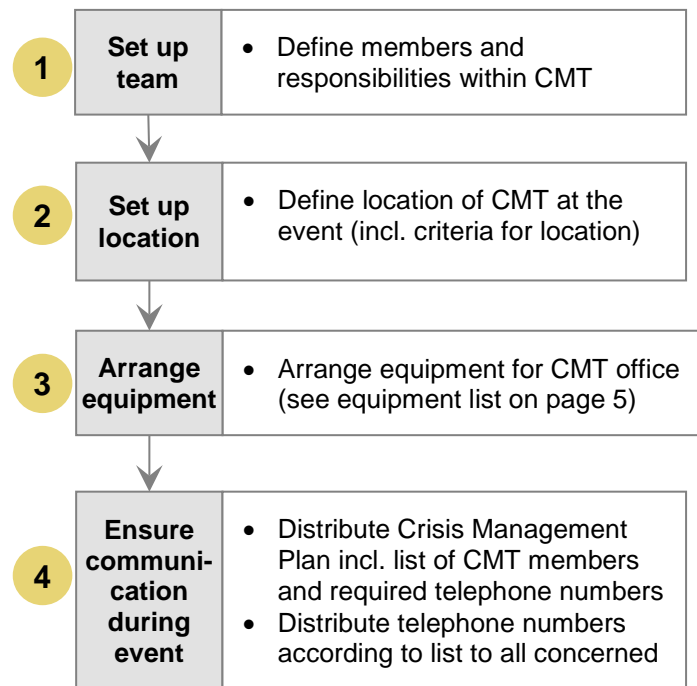 1
Set up
team
• Define members and
responsibilities within CMT
2
Set up
location
• Define location of CMT at the
event (incl. criteria for location)
3
Arrange
equipment
• Arrange equipment for CMT office
(see equipment list on page 5)
4
Ensure
communi-
cation
during
event
• Distribute Crisis Management
Plan incl. list of CMT members
and required telephone numbers
• Distribute telephone numbers
according to list to all concerned